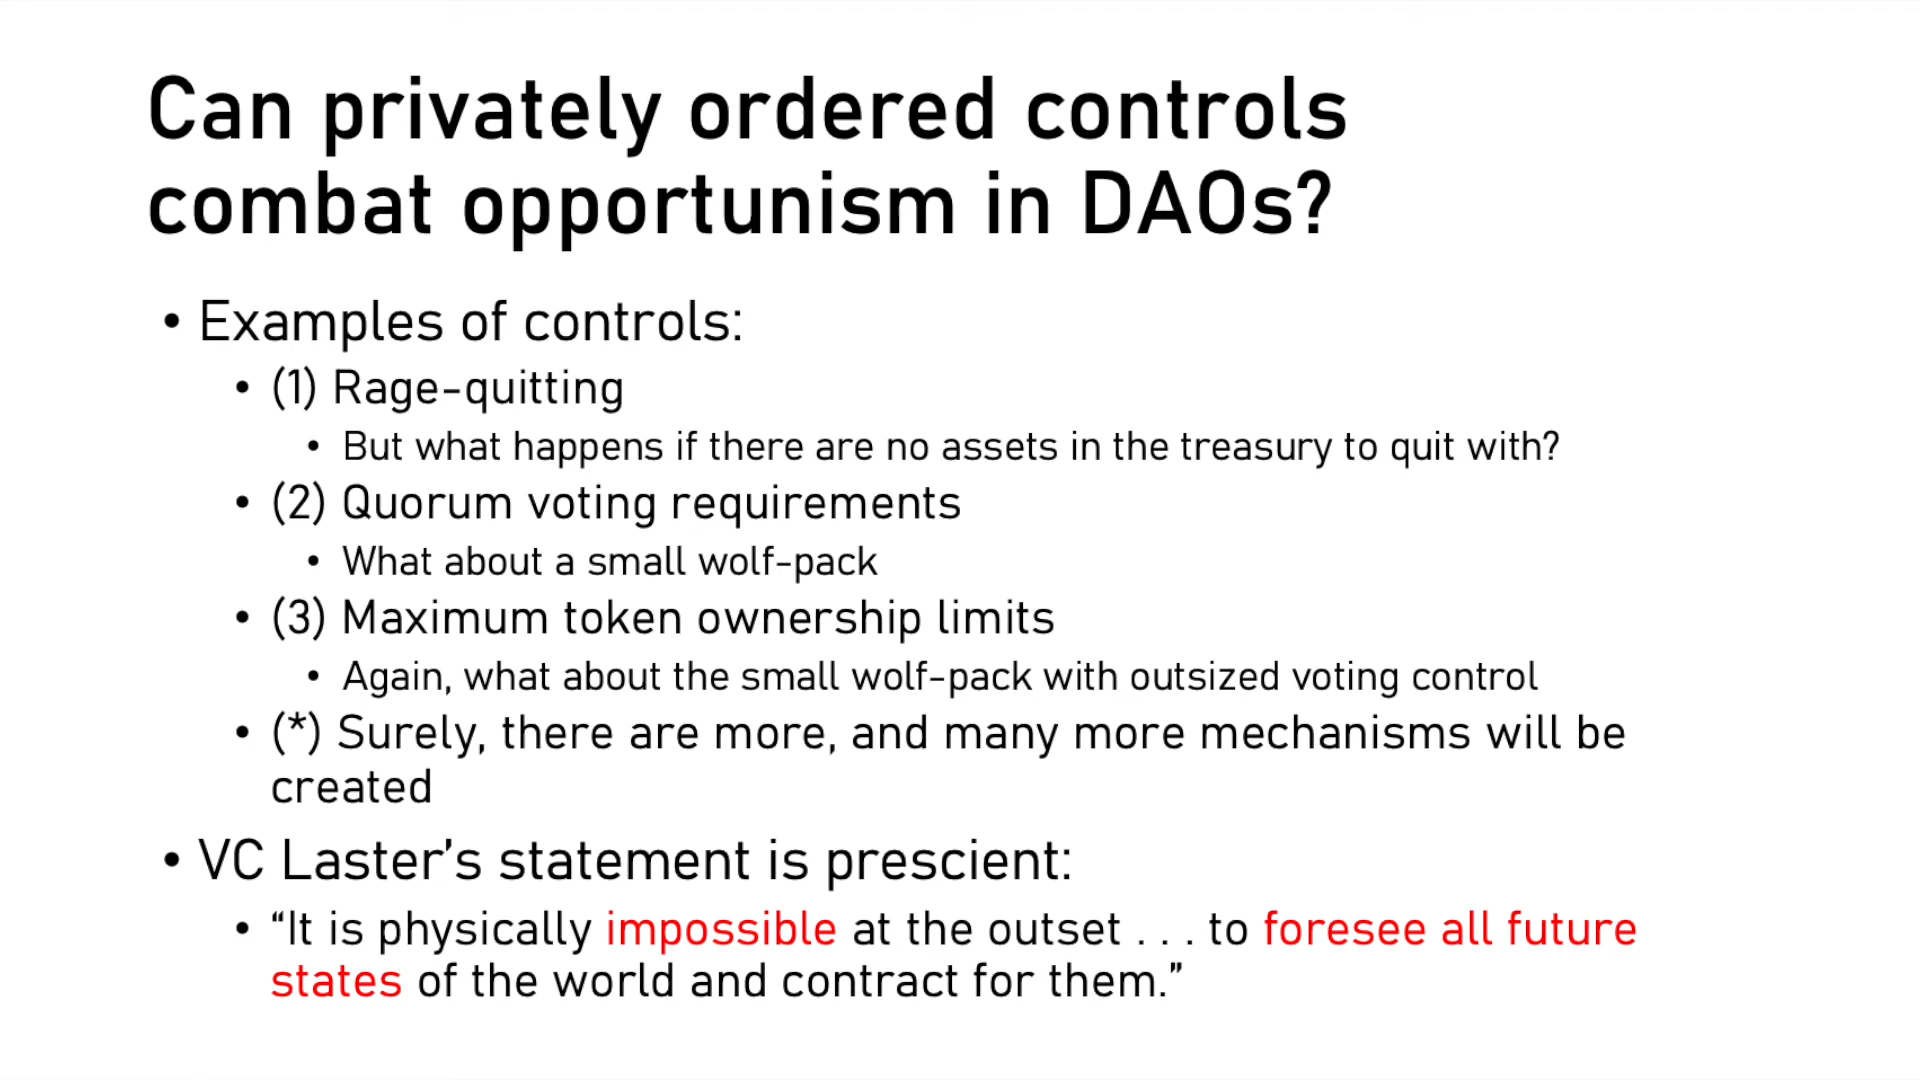 Can privately ordered controls
combat opportunism in DAOs?
• Examples of controls:
• (1) Rage-quitting
• But what happens if there are no assets in the treasury to quit with?
• (2) Quorum voting requirements
• What about a small wolf-pack
• (3) Maximum token ownership limits
• Again, what about the small wolf-pack with outsized voting control
• (*) Surely, there are more, and many more mechanisms will be
created
• VC Laster’s statement is prescient:
• “It is physically impossible at the outset . . . to foresee all future
states of the world and contract for them.”